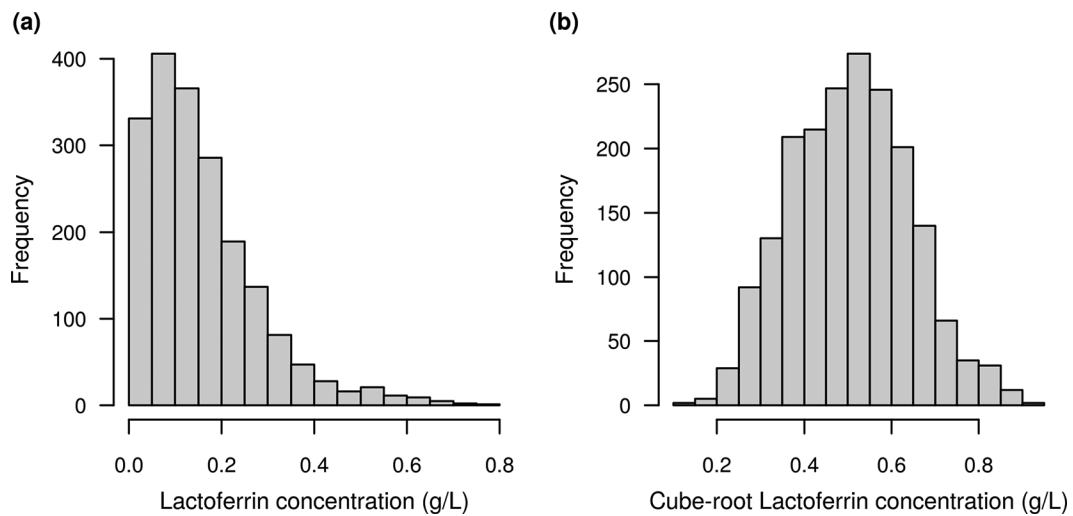 (a)
Frequency
400
300
200
100
0
0.0 0.2 0.4 0.6 0.8
Lactoferrin concentration (g/L)
(b)
Frequency
250
200
150
100
50
0
0.2 0.4 0.6 0.8
Cube-root Lactoferrin concentration (g/L)